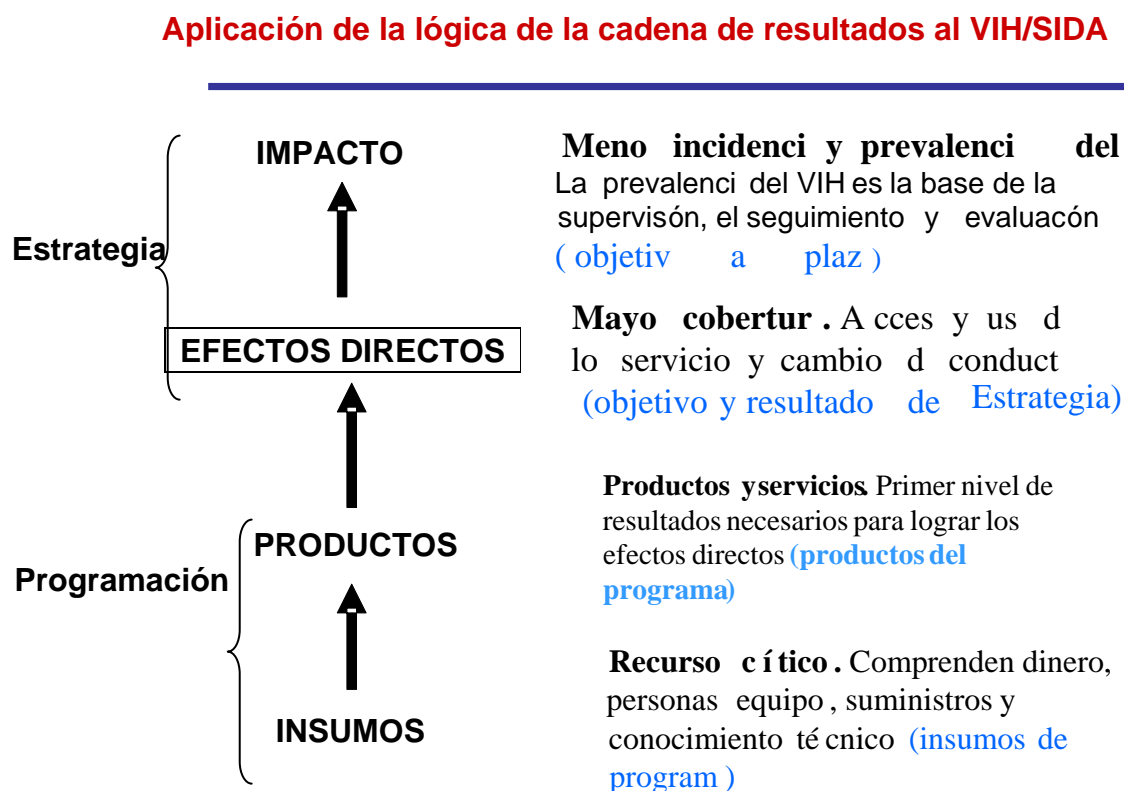 Aplicación de la lógica de la cadena de resultados al VIH/SIDA
IMPACTO
Meno incidenci y prevalenci del
La prevalenci del VIH es la base de la
supervisón, el seguimiento y evaluacón
( objetiv a plaz )
Estrategia
EFECTOS DIRECTOS
Mayo cobertur . A cces y us d
lo servicio y cambio d conduct
(objetivo y resultado de Estrategia)
Programación
PRODUCTOS
Productos yservicios. Primer nivel de
resultados necesarios para lograr los
efectos directos (productos del
programa)
INSUMOS
Recurso c ítico . Comprenden dinero,
personas equipo , suministros y
conocimiento té cnico (insumos de
program )